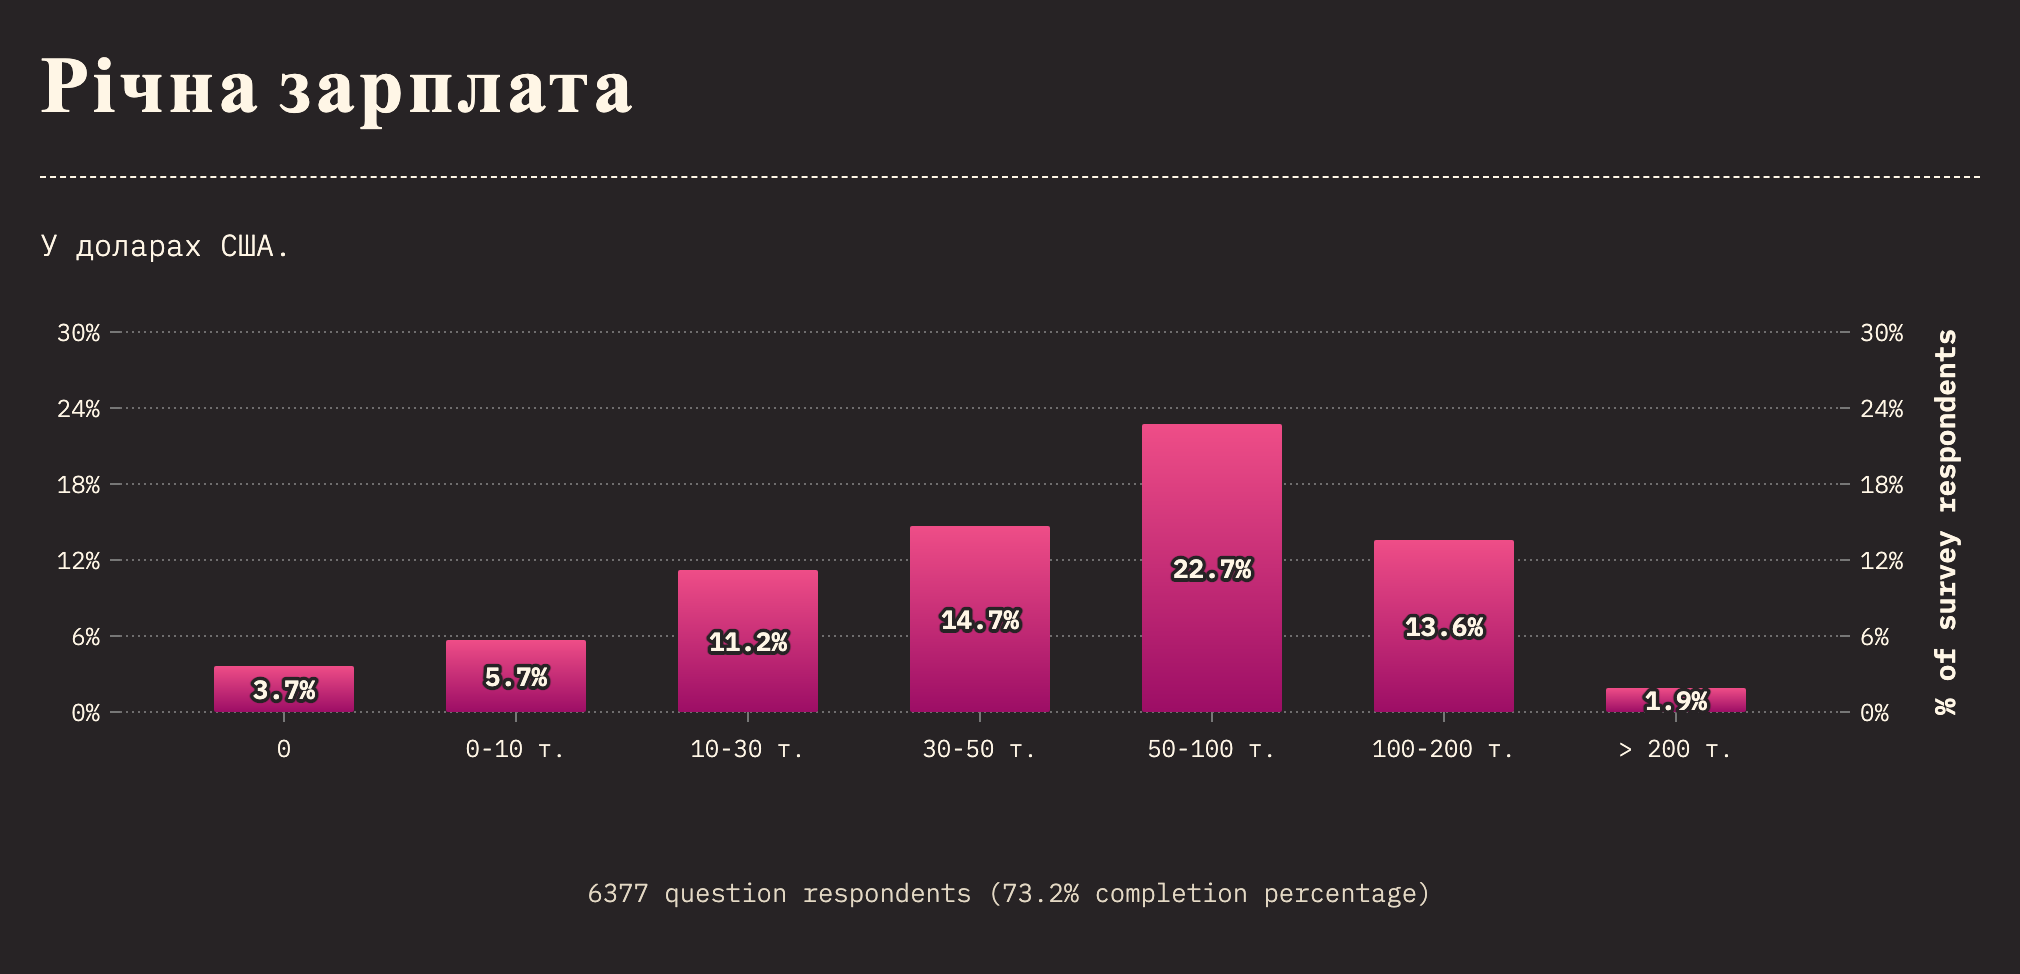 Річна зарплата
У доларах США.
30%
24%
18%
12%
6%
0%
30%
24%
18%
12%
6%
0%
% of survey respondents
3.7%
5.7%
11.2%
14.7%
22.7%
13.6%
1.9%
0
0-10 т.
10-30 т.
30-50 т.
50-100 т.
100-200 т.
> 200 т.
6377 question respondents (73.2% completion percentage)